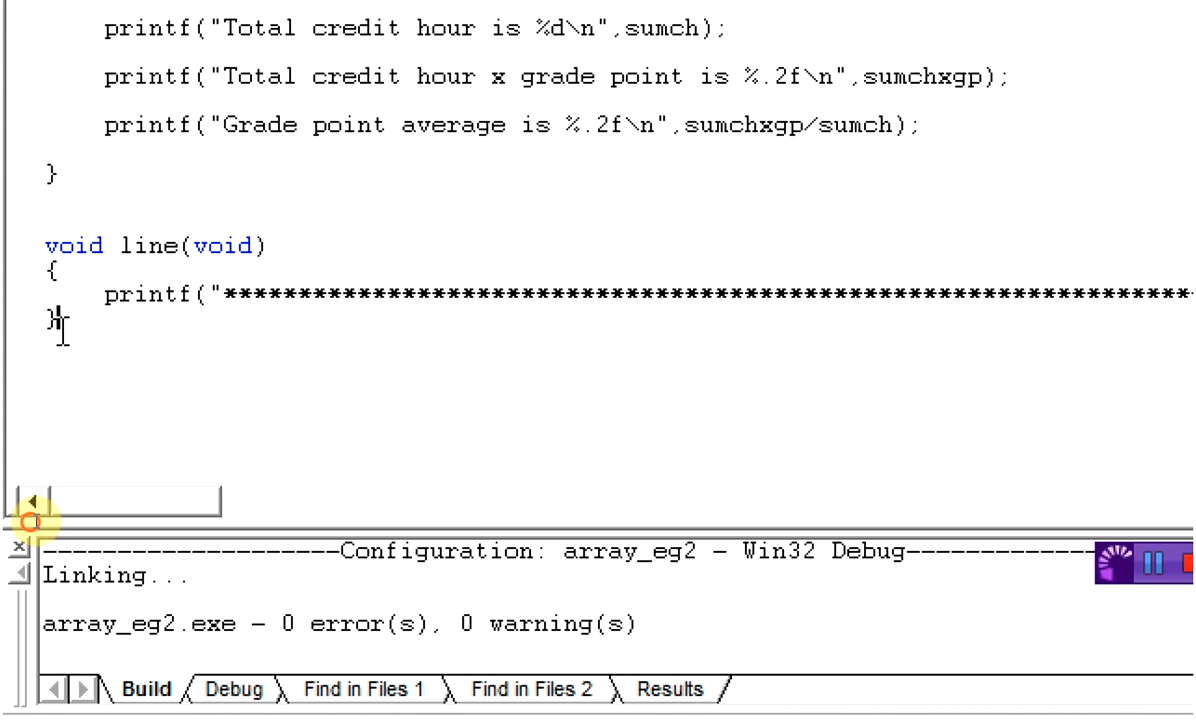 printf("Total credit hour is %d\n",sumch);
printf("Total credit hour x grade point is %.2f\n",sumchxgp);
printf("Grade point average is %.2f\n",sumchxgp/sumch);
}
void line(void)
{
printf("*****************************************************************
}
--------------------Configuration: array_eg2 - Win32 Debug-------------
Linking...
array_eg2.exe - 0 error(s), 0 warning(s)
Build Debug Find in Files 1 Find in Files 2 Results